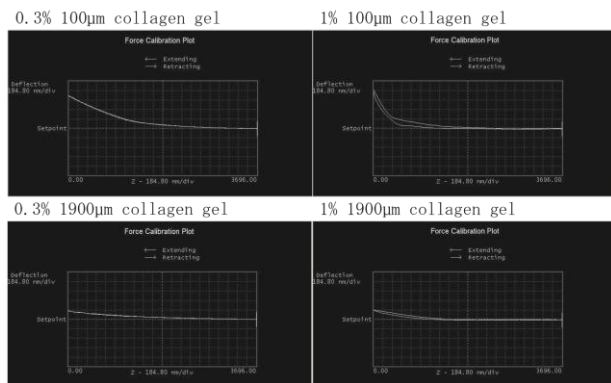 0.3% 100μm collagen gel
1% 100μm collagen gel
Force Calibration Plot
← Extending
→ Retracting
Deflection
184.80 nm/div
Setpoint
0.00
Z - 184.80 nm/div
3696.00
Force Calibration Plot
← Extending
→ Retracting
Deflection
184.80 nm/div
Setpoint
0.00
Z - 184.80 nm/div
3696.00
0.3% 1900μm collagen gel
1% 1900μm collagen gel
Force Calibration Plot
← Extending
→ Retracting
Deflection
184.80 nm/div
Setpoint
0.00
Z - 184.80 nm/div
3696.00
Force Calibration Plot
← Extending
→ Retracting
Deflection
184.80 nm/div
Setpoint
0.00
Z - 184.80 nm/div
3696.00